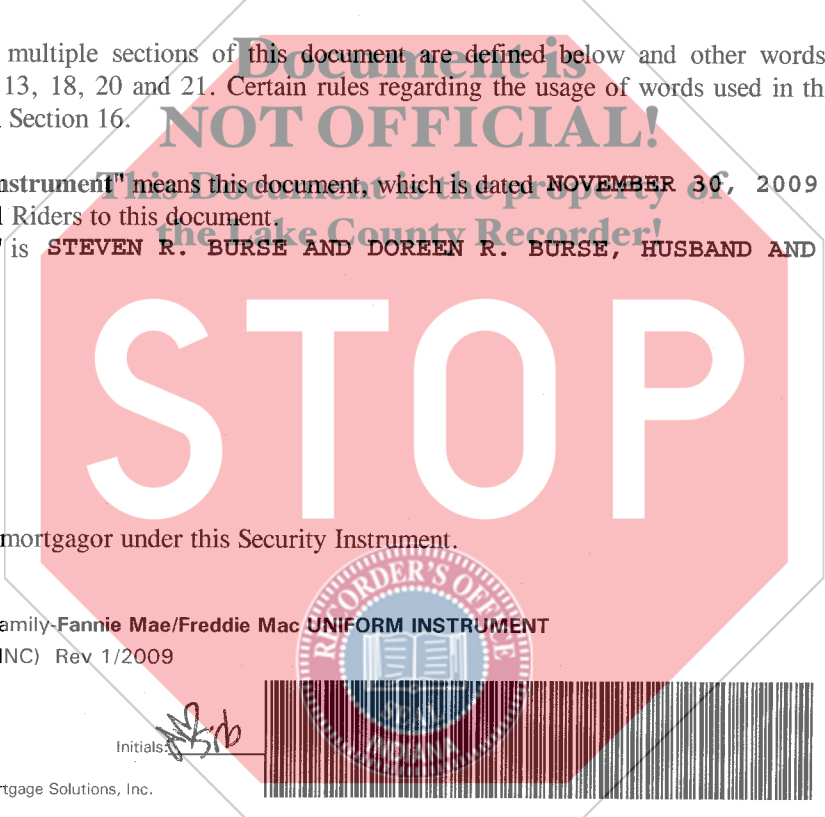 Document is
multiple sections of this document are defined below and other words
13, 18, 20 and 21. Certain rules regarding the usage of words used in th
Section 16.
NOT OFFICIAL!
nstrument" means this document, which is dated NOVEMBER 30, 2009
This Document is the property of
Riders to this document.
the Lake County Recorder!
is STEVEN R. BURSE AND DOREEN R. BURSE, HUSBAND AND
STOP
mortgagor under this Security Instrument.
RECORDER'S OFFICE
amily-Fannie Mae/Freddie Mac UNIFORM INSTRUMENT
INC) Rev 1/2009
SEAL
INDIANA
Initials:
rtgage Solutions, Inc.